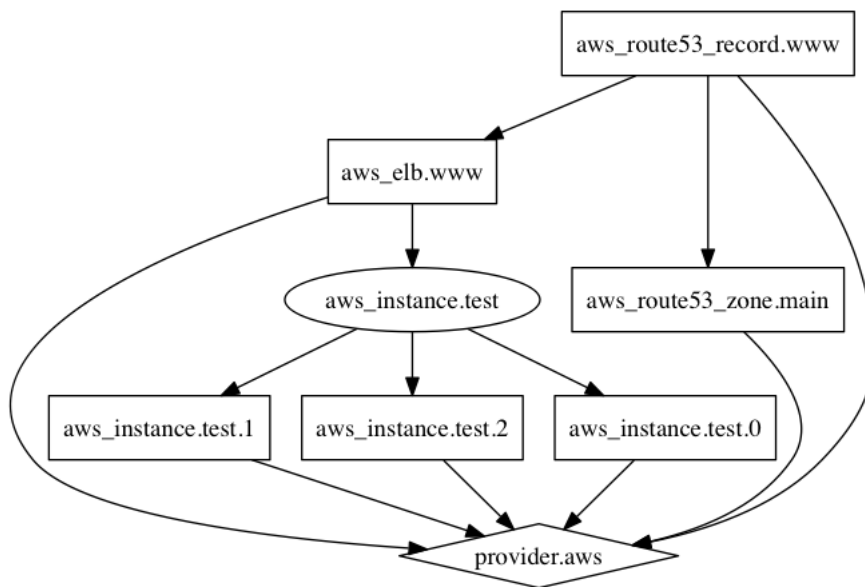 aws_route53_record.www
aws_elb.www
aws_instance.test
aws_route53_zone.main
aws_instance.test.1
aws_instance.test.2
aws_instance.test.0
provider.aws